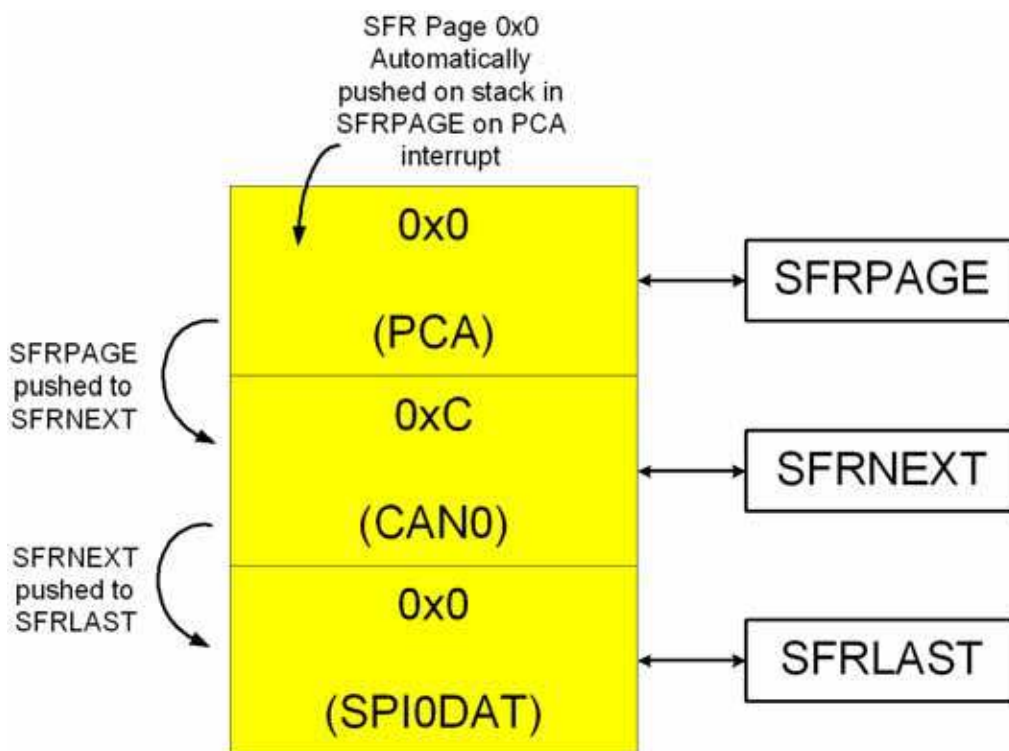 SFR Page 0x0
Automatically
pushed on stack in
SFRPAGE on PCA
interrupt
0x0
(PCA)
SFRPAGE
SFRPAGE
pushed to
SFRNEXT
0xC
(CAN0)
SFRNEXT
SFRNEXT
pushed to
SFRLAST
0x0
(SPI0DAT)
SFRLAST